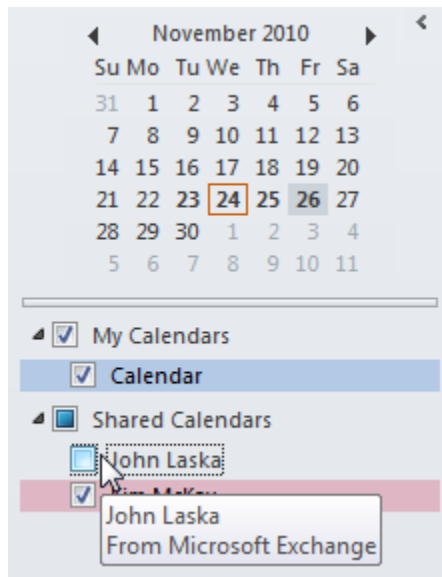 November 2010
Su Mo Tu We Th Fr Sa
31 1 2 3 4 5 6
7 8 9 10 11 12 13
14 15 16 17 18 19 20
21 22 23 24 25 26 27
28 29 30 1 2 3 4
5 6 7 8 9 10 11
My Calendars
Calendar
Shared Calendars
John Laska
John Laska
From Microsoft Exchange